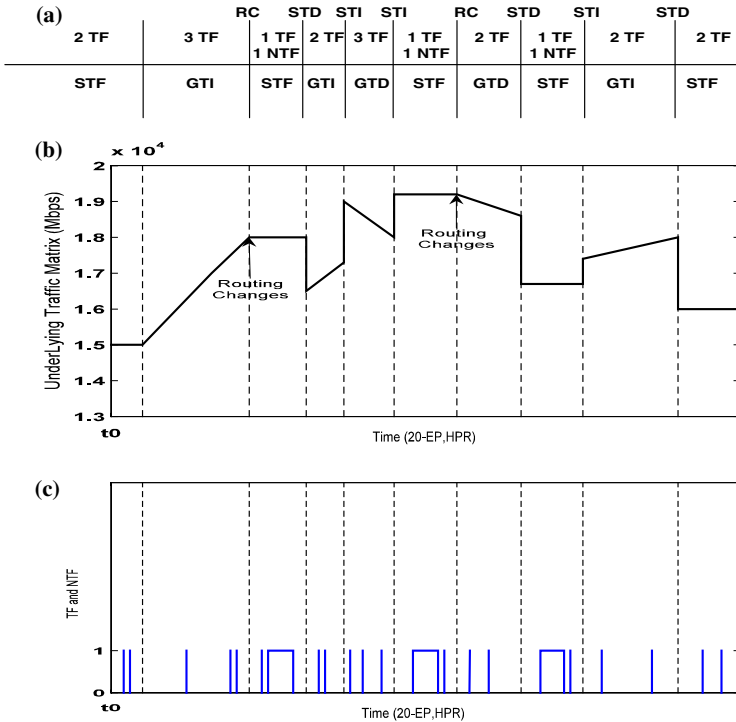 (a)
RC STD STI STI RC STD STI STD
2 TF 3 TF 1 TF 2 TF 3 TF 1 TF 2 TF 1 TF 2 TF 2 TF
1 NTF 1 NTF 1 NTF
STF GTI STF GTI GTD STF GTD STF GTI STF
(b)
x 10⁴
2
1.9
1.8
1.7
1.6
1.5
1.4
1.3
UnderLying Traffic Matrix (Mbps)
Routing
Changes
Routing
Changes
t0
Time (20-EP,HPR)
(c)
TF and NTF
1
0
t0
Time (20-EP,HPR)